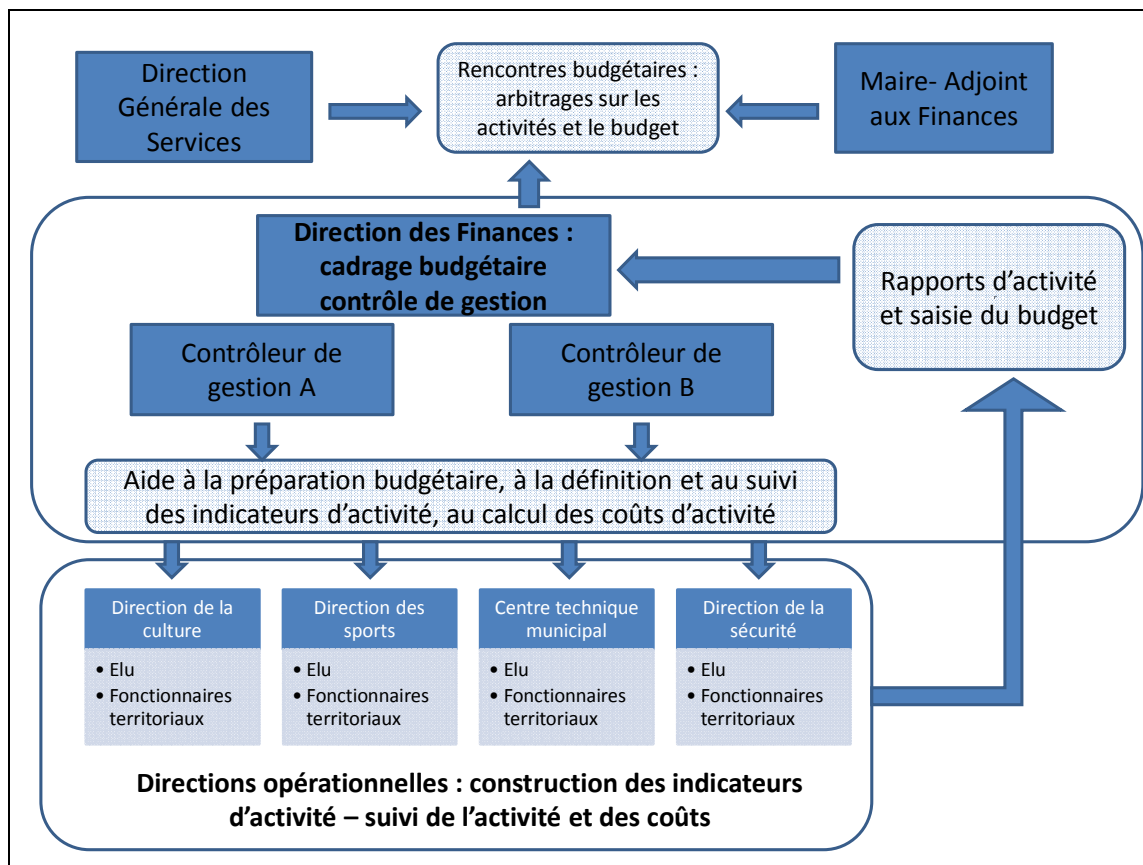 Direction
Générale des
Services
Rencontres budgétaires :
arbitrages sur les
activités et le budget
Maire- Adjoint
aux Finances
Direction des Finances :
cadrage budgétaire
contrôle de gestion
Rapports d’activité
et saisie du budget
Contrôleur de
gestion A
Contrôleur de
gestion B
Aide à la préparation budgétaire, à la définition et au suivi
des indicateurs d’activité, au calcul des coûts d’activité
Direction de la
culture
• Elu
• Fonctionnaires
territoriaux
Direction des
sports
• Elu
• Fonctionnaires
territoriaux
Centre technique
municipal
• Elu
• Fonctionnaires
territoriaux
Direction de la
sécurité
• Elu
• Fonctionnaires
territoriaux
Directions opérationnelles : construction des indicateurs
d’activité – suivi de l’activité et des coûts